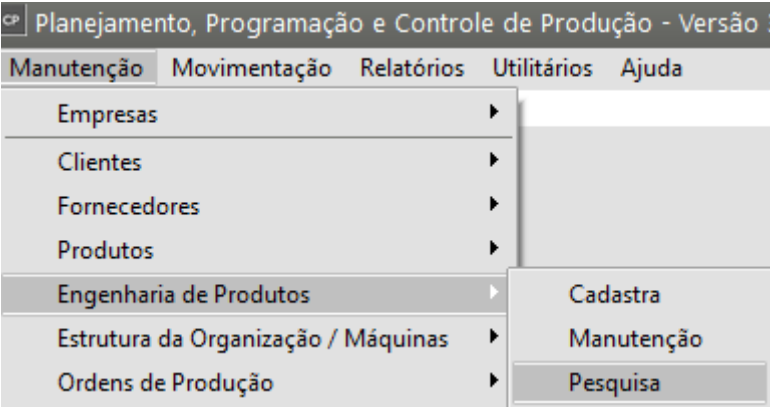 CP Planejamento, Programação e Controle de Produção - Versão
Manutenção Movimentação Relatórios Utilitários Ajuda
Empresas
Clientes
Fornecedores
Produtos
Engenharia de Produtos
Cadastra
Estrutura da Organização / Máquinas
Manutenção
Ordens de Produção
Pesquisa